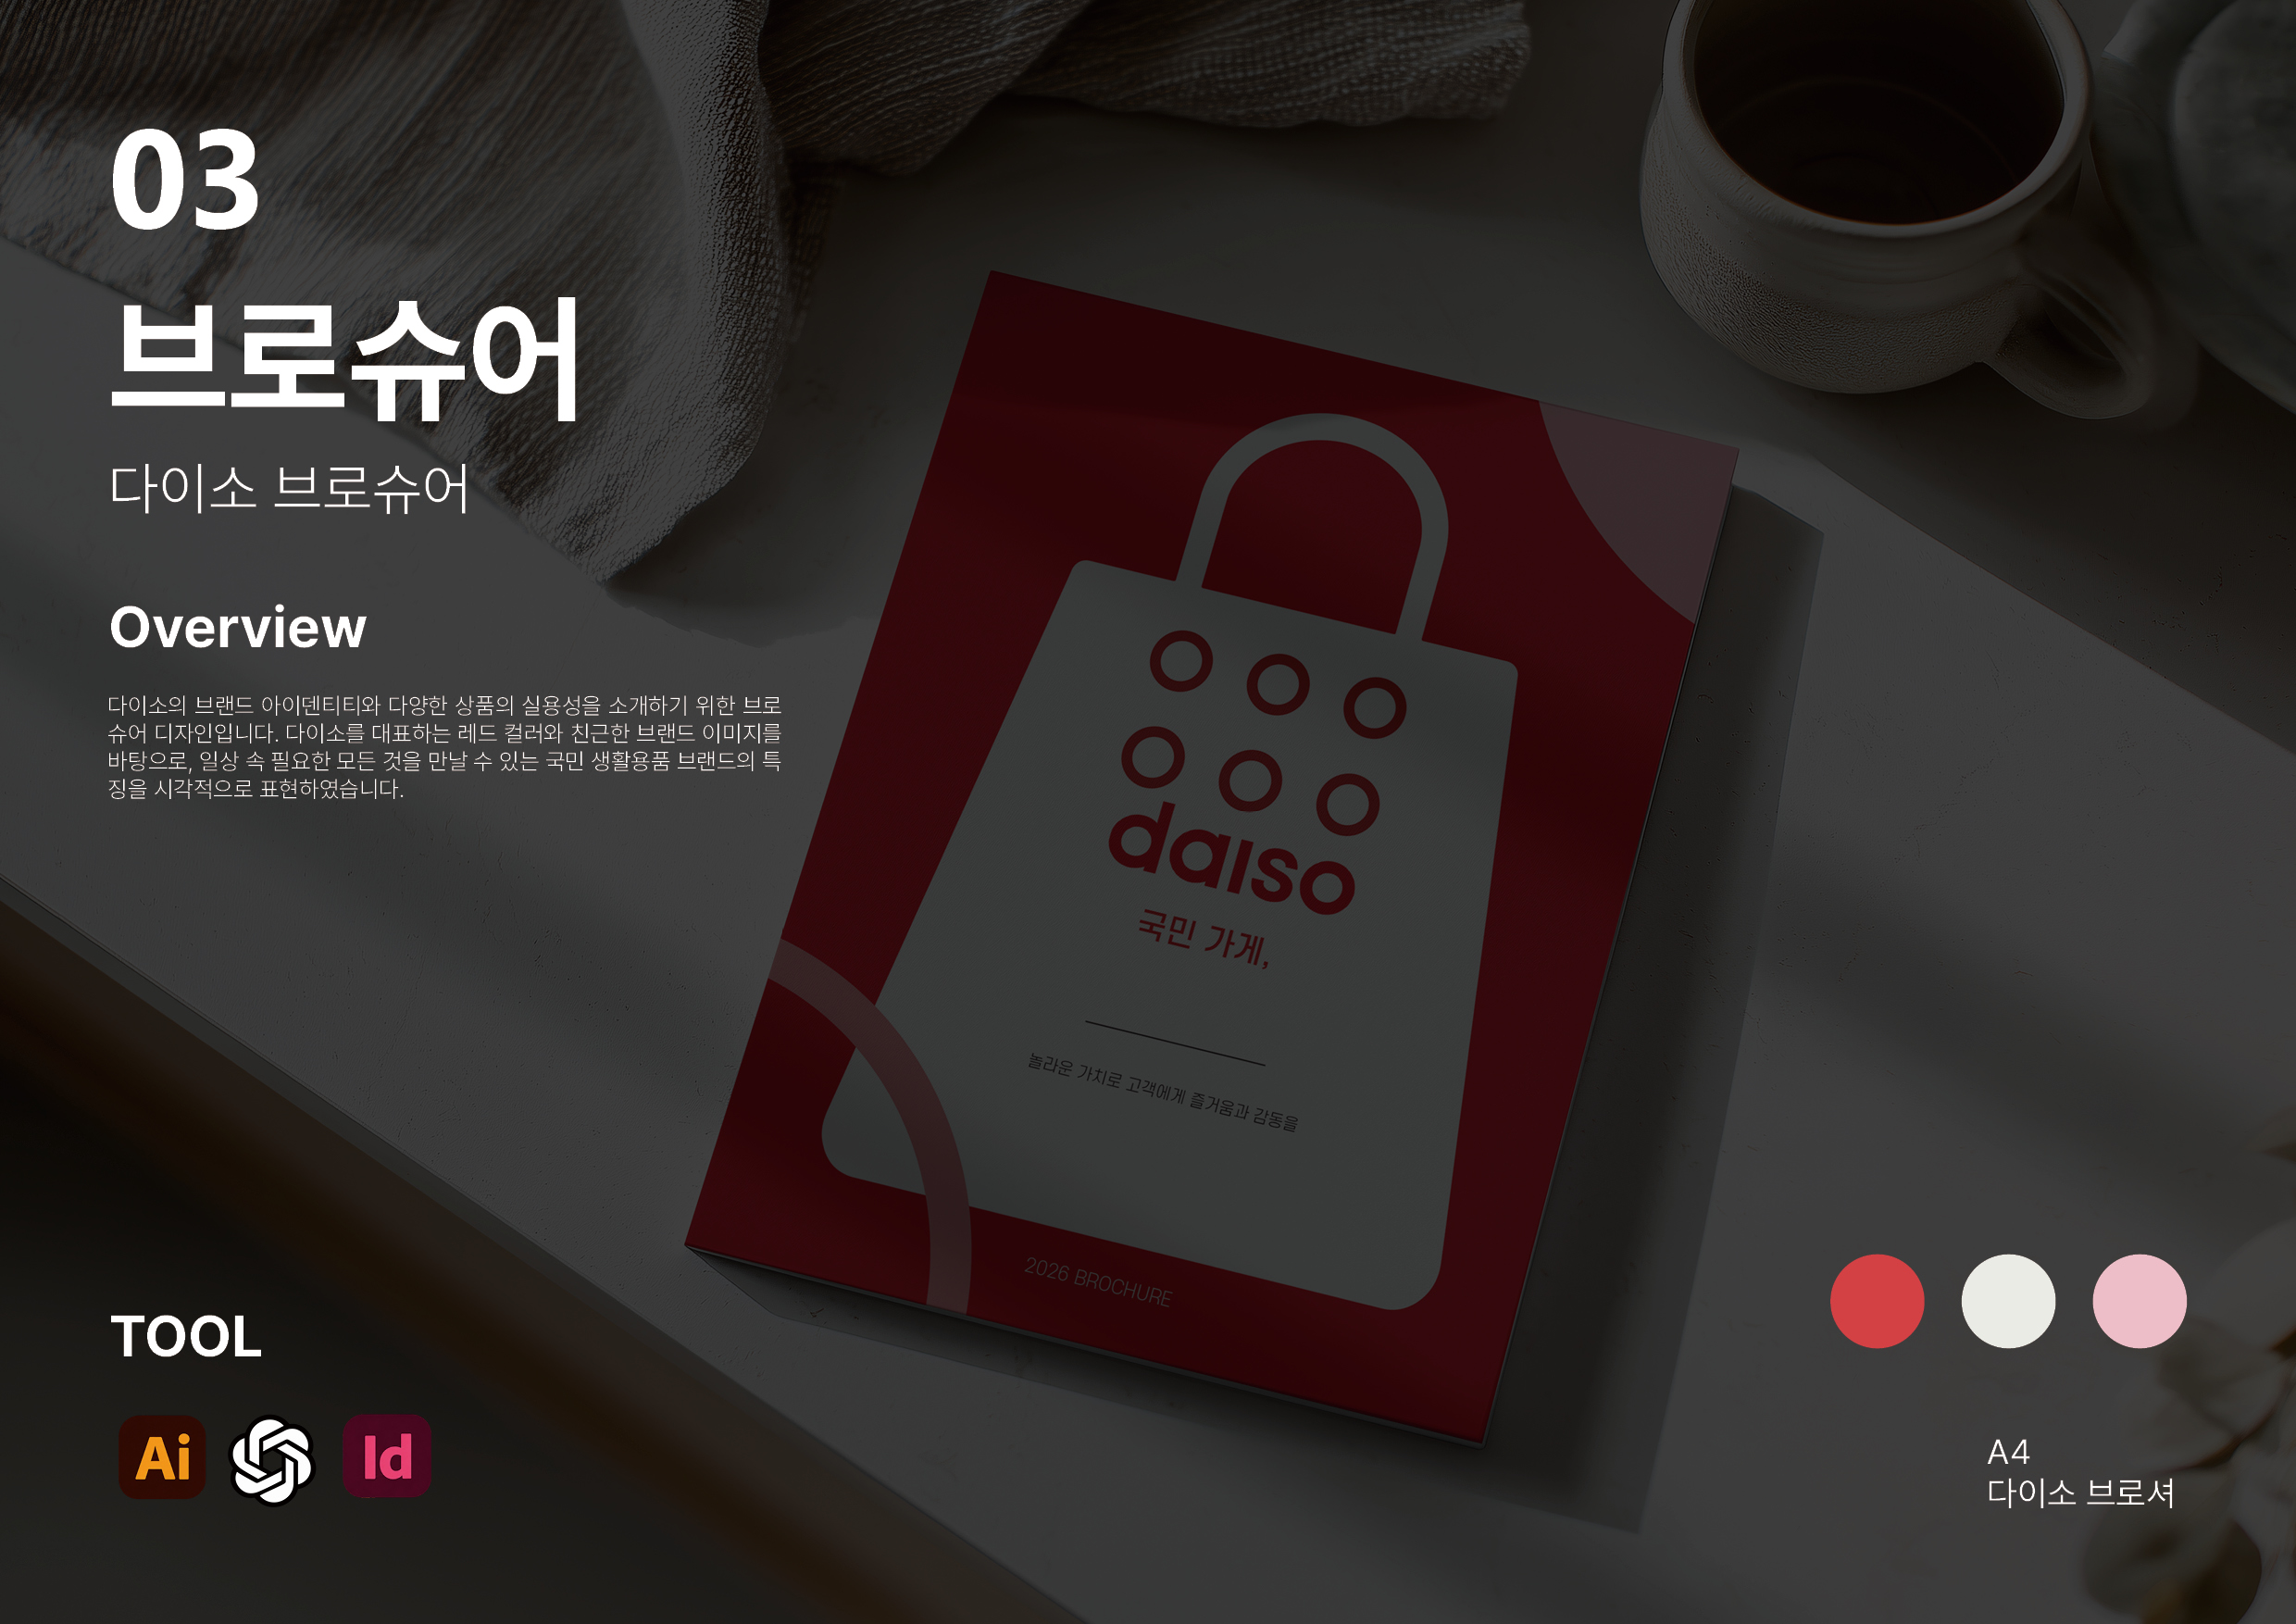 03
브로슈어
다이소 브로슈어
Overview
다이소의 브랜드 아이덴티티와 다양한 상품의 실용성을 소개하기 위한 브로
슈어 디자인입니다. 다이소를 대표하는 레드 컬러와 친근한 브랜드 이미지를
바탕으로, 일상 속 필요한 모든 것을 만날 수 있는 국민 생활용품 브랜드의 특
징을 시각적으로 표현하였습니다.
daiso
국민 가게,
놀라운 가치로 고객에게 즐거움과 감동을
2026 BROCHURE
TOOL
Ai
Id
A4
다이소 브로셔